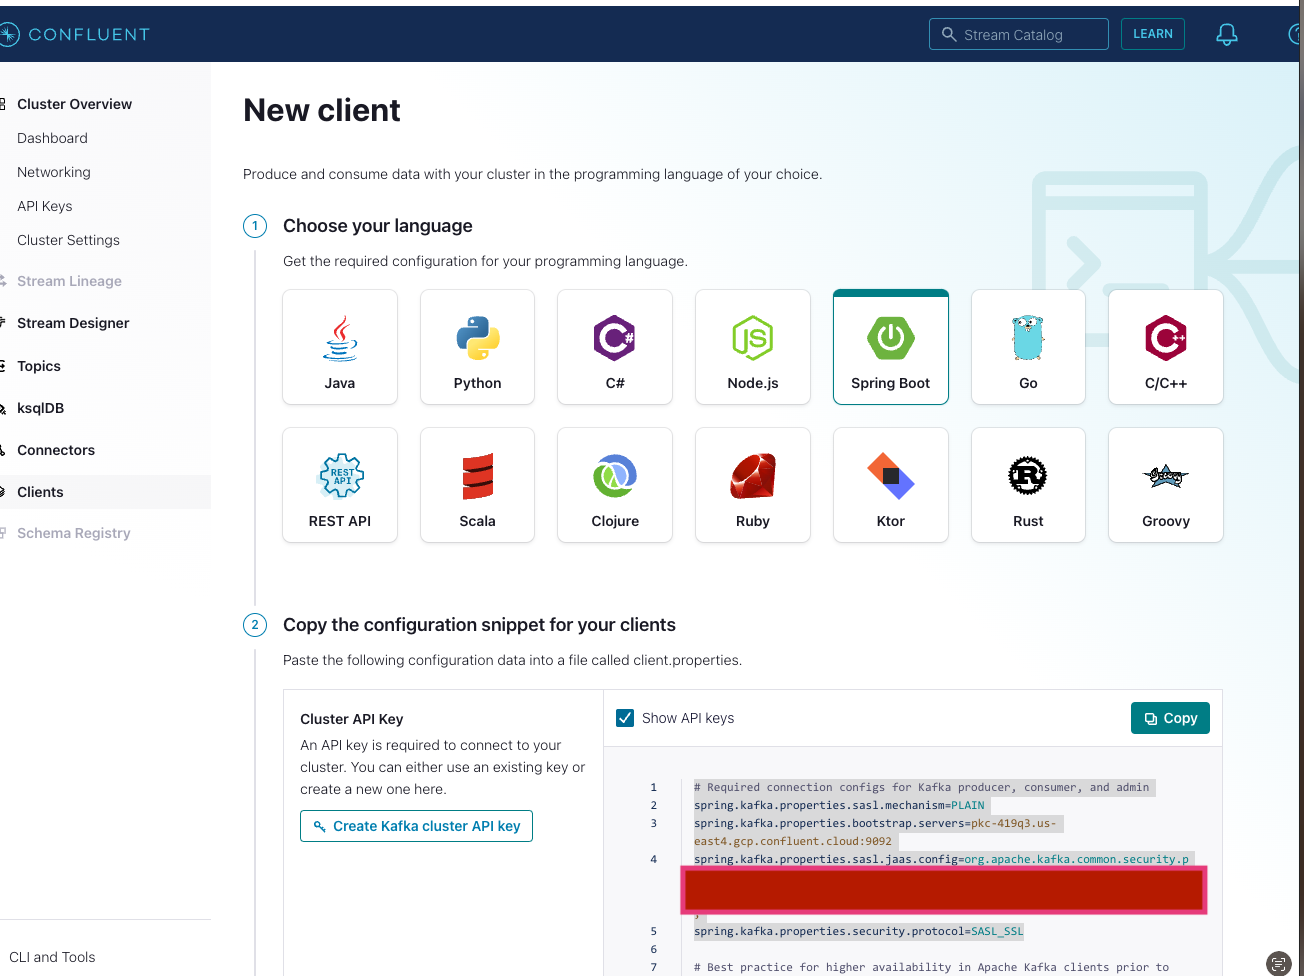 CONFLUENT
Stream Catalog
LEARN
Cluster Overview
Dashboard
Networking
API Keys
Cluster Settings
Stream Lineage
Stream Designer
Topics
ksqlDB
Connectors
Clients
Schema Registry
CLI and Tools
New client
Produce and consume data with your cluster in the programming language of your choice.
1 Choose your language
Get the required configuration for your programming language.
Java
Python
C#
Node.js
Spring Boot
Go
C/C++
REST API
Scala
Clojure
Ruby
Ktor
Rust
Groovy
2 Copy the configuration snippet for your clients
Paste the following configuration data into a file called client.properties.
Cluster API Key
An API key is required to connect to your
cluster. You can either use an existing key or
create a new one here.
Create Kafka cluster API key
Show API keys
Copy
1 # Required connection configs for Kafka producer, consumer, and admin
2 spring.kafka.properties.sasl.mechanism=PLAIN
3 spring.kafka.properties.bootstrap.servers=pkc-419q3.us-
east4.gcp.confluent.cloud:9092
4 spring.kafka.properties.sasl.jaas.config=org.apache.kafka.common.security.p
5 spring.kafka.properties.security.protocol=SASL_SSL
6
7 # Best practice for higher availability in Apache Kafka clients prior to